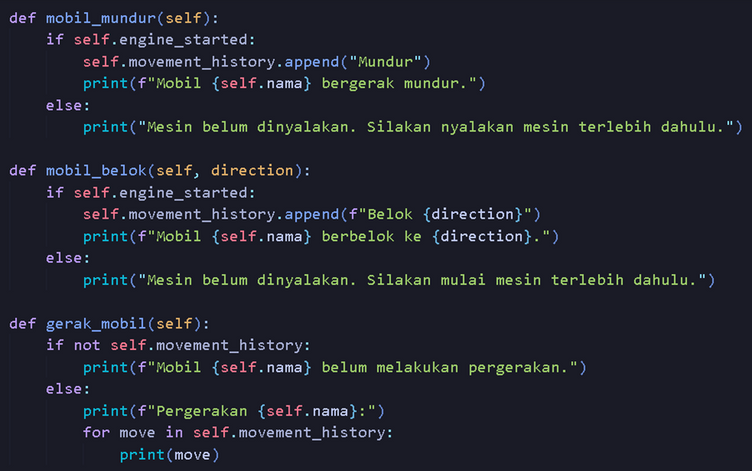 def mobil_mundur(self):
    if self.engine_started:
        self.movement_history.append("Mundur")
        print(f"Mobil {self.nama} bergerak mundur.")
    else:
        print("Mesin belum dinyalakan. Silakan nyalakan mesin terlebih dahulu.")
def mobil_belok(self, direction):
    if self.engine_started:
        self.movement_history.append(f"Belok {direction}")
        print(f"Mobil {self.nama} berbelok ke {direction}.")
    else:
        print("Mesin belum dinyalakan. Silakan mulai mesin terlebih dahulu.")
def gerak_mobil(self):
    if not self.movement_history:
        print(f"Mobil {self.nama} belum melakukan pergerakan.")
    else:
        print(f"Pergerakan {self.nama}:")
        for move in self.movement_history:
            print(move)